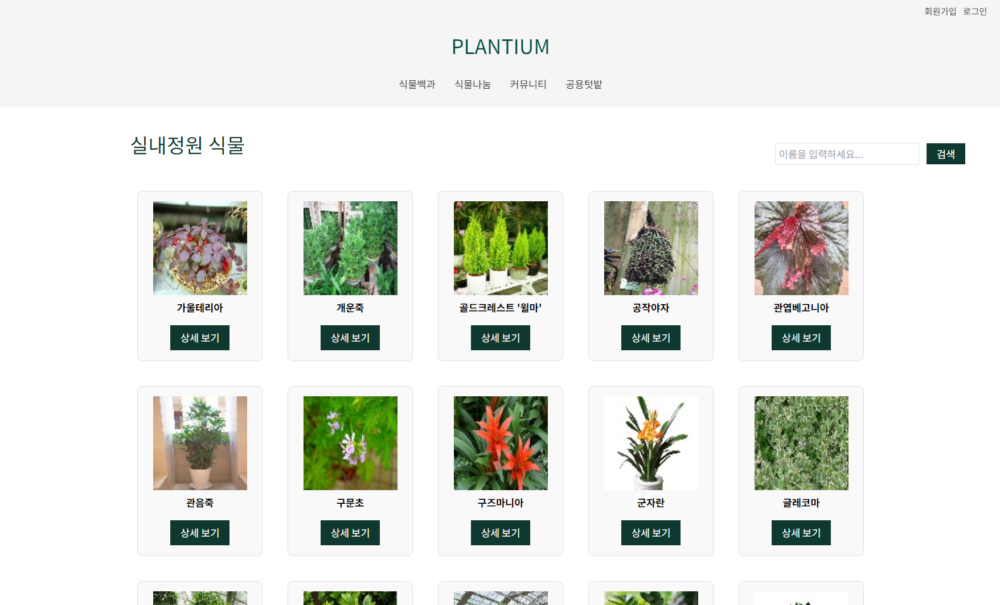 회원가입 로그인
PLANTIUM
식물백과 식물나눔 커뮤니티 공용텃밭
실내정원 식물
이름을 입력하세요... 검색
가울테리아 개운죽 골드크레스트 '윌마' 공작야자 관엽베고니아
상세 보기 상세 보기 상세 보기 상세 보기 상세 보기
관음죽 구문초 구즈마니아 군자란 글레코마
상세 보기 상세 보기 상세 보기 상세 보기 상세 보기